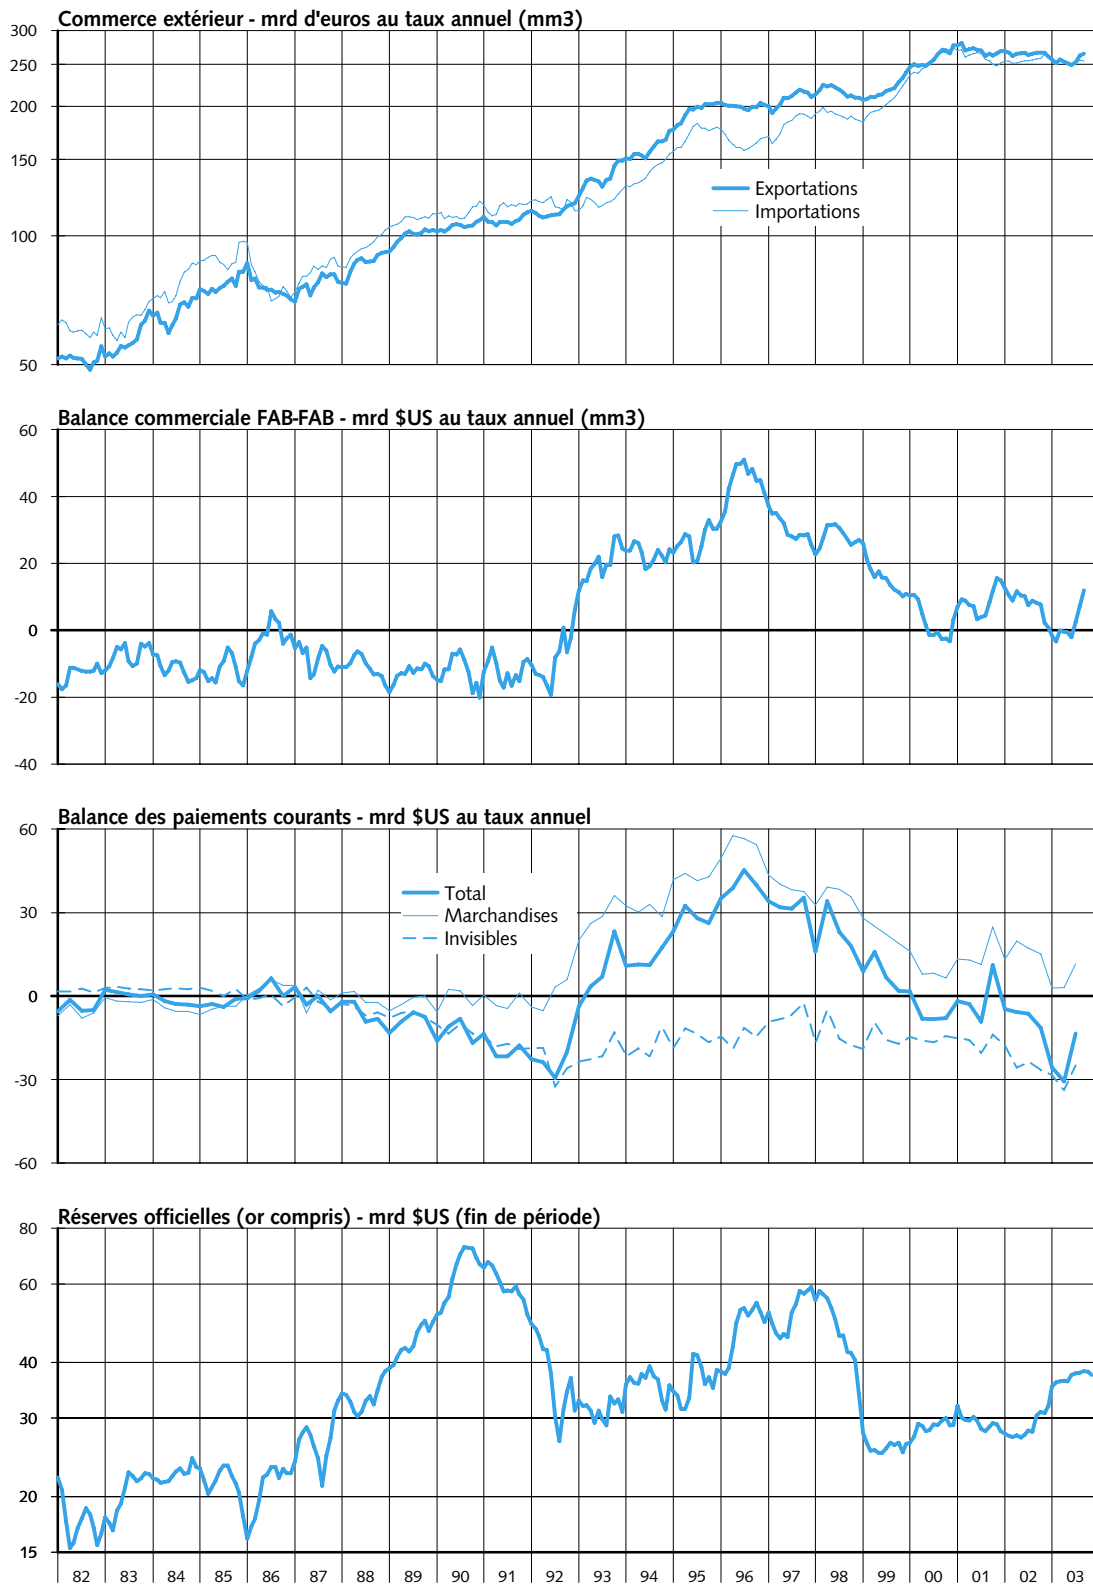 Commerce extérieur - mrd d'euros au taux annuel (mm3)
300
250
200
150
100
50
Exportations
Importations
Balance commerciale FAB-FAB - mrd $US au taux annuel (mm3)
60
40
20
0
-20
-40
Balance des paiements courants - mrd $US au taux annuel
60
30
0
-30
-60
Total
Marchandises
Invisibles
Réserves officielles (or compris) - mrd $US (fin de période)
80
60
40
30
20
15
82 83 84 85 86 87 88 89 90 91 92 93 94 95 96 97 98 99 00 01 02 03